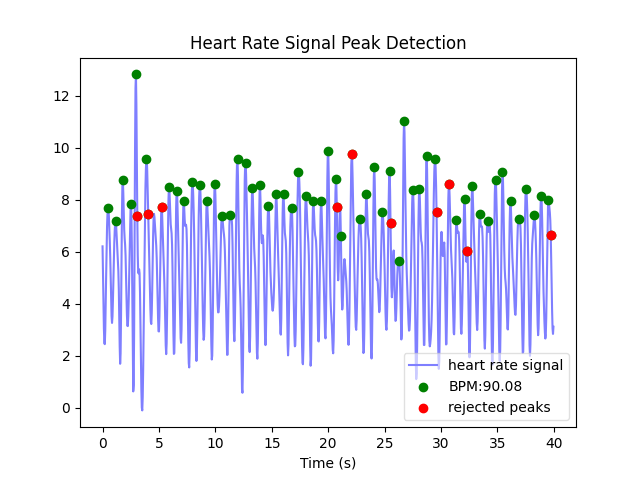 Heart Rate Signal Peak Detection
12
10
8
6
4
2
0
heart rate signal
BPM:90.08
rejected peaks
0 5 10 15 20 25 30 35 40
Time (s)